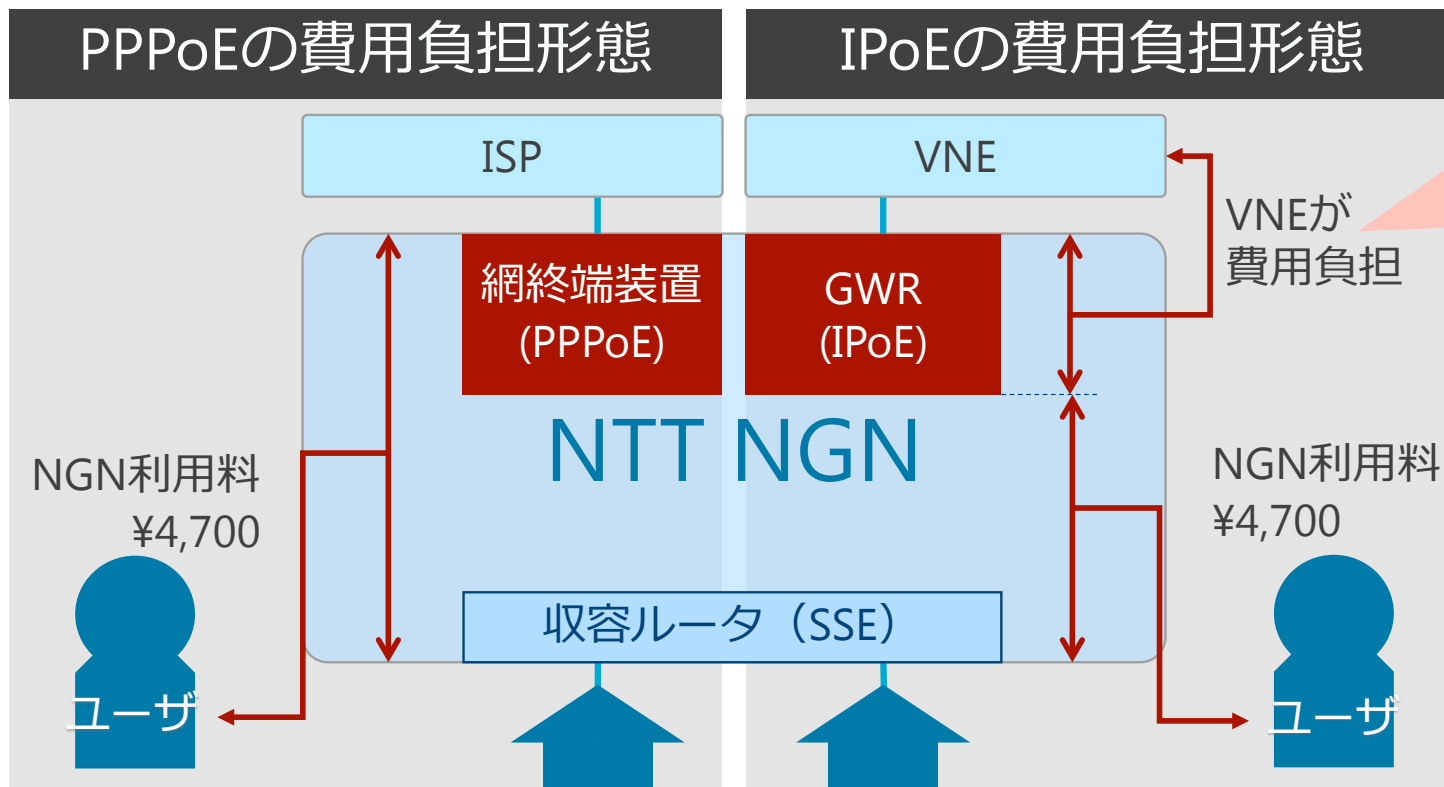 PPPoEの費用負担形態
IPoEの費用負担形態
ISP
VNE
VNEが
費用負担
網終端装置
(PPPoE)
GWR
(IPoE)
NTT NGN
NGN利用料
¥4,700
NGN利用料
¥4,700
収容ルータ（SSE）
ユーザ
ユーザ